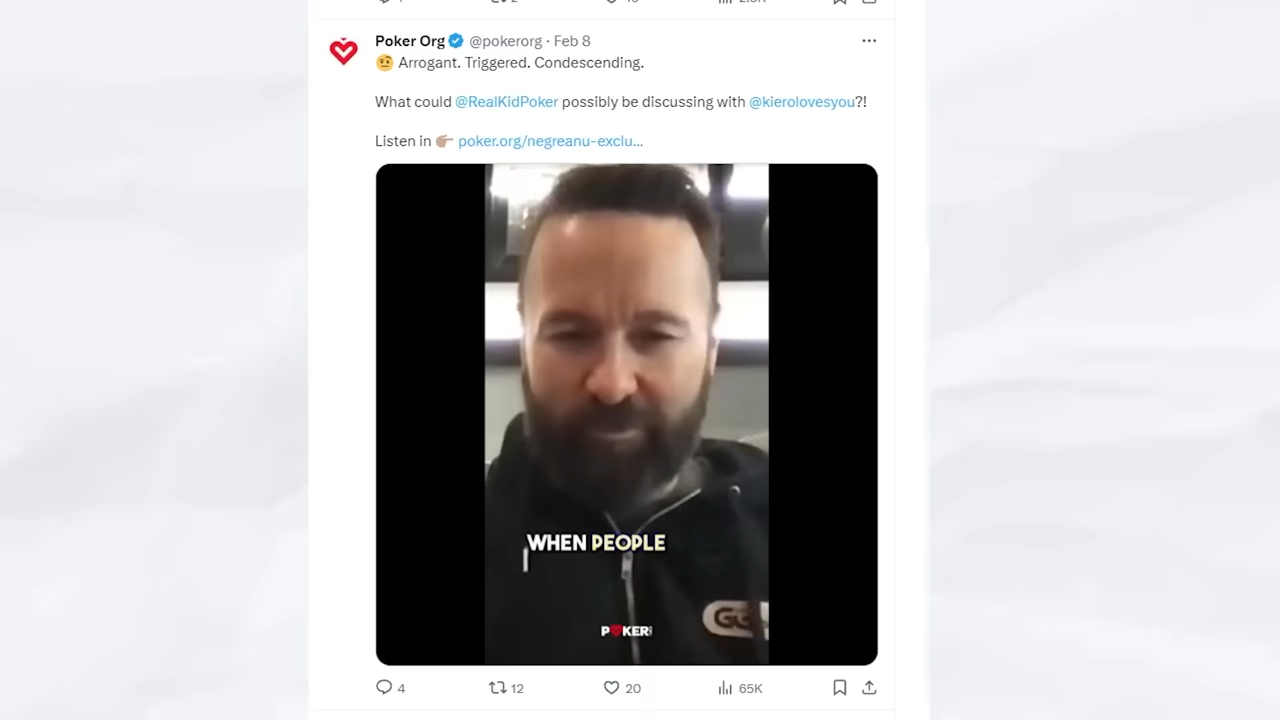 Poker Org @pokerorg · Feb 8
🤨 Arrogant. Triggered. Condescending.
What could @RealKidPoker possibly be discussing with @kierolovesyou?!
Listen in 👉🏽 poker.org/negreanu-exclu...
WHEN PEOPLE
GG
POKER
4 12 20 65K